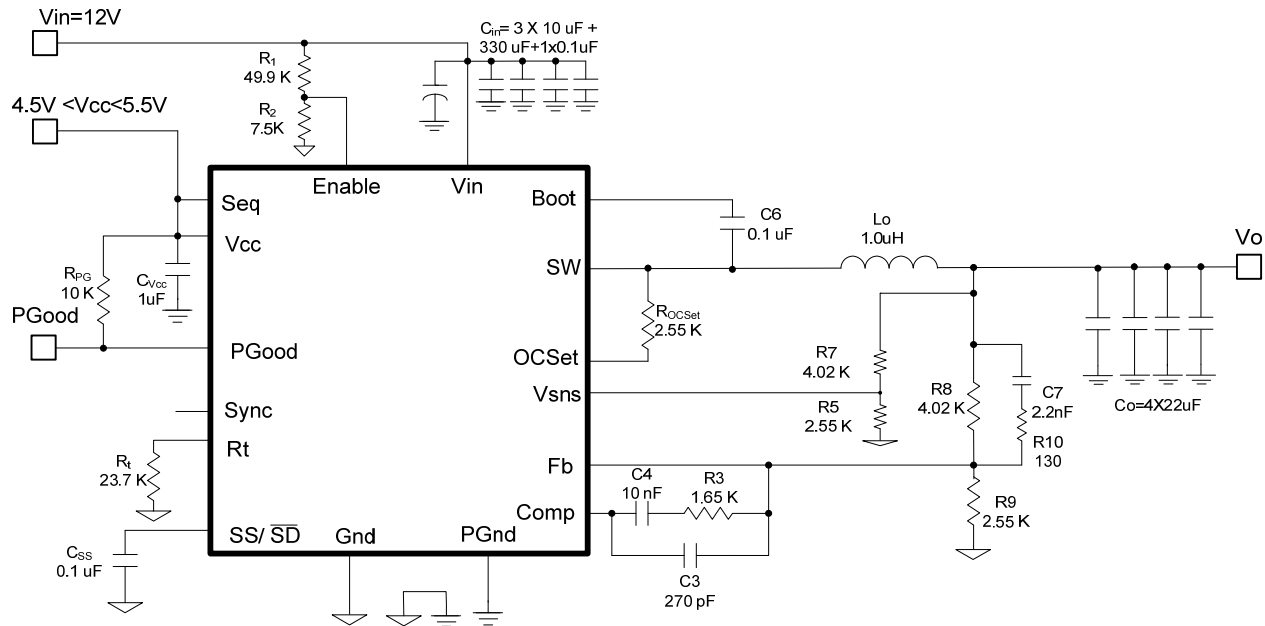 Vin=12V
Cin= 3 X 10 uF +
330 uF+1x0.1uF
R1
49.9 K
4.5V <Vcc<5.5V
R2
7.5K
Enable
Vin
Boot
Seq
C6
0.1 uF
Lo
1.0uH
Vo
Vcc
SW
RPG
10 K
CVcc
1uF
ROCSet
2.55 K
PGood
PGood
OCSet
R7
4.02 K
Vsns
R8
4.02 K
C7
2.2nF
Co=4X22uF
Sync
R5
2.55 K
Rt
R10
130
Rt
23.7 K
Fb
C4
10 nF
R3
1.65 K
R9
2.55 K
Comp
SS/ SD
Gnd
PGnd
CSS
0.1 uF
C3
270 pF